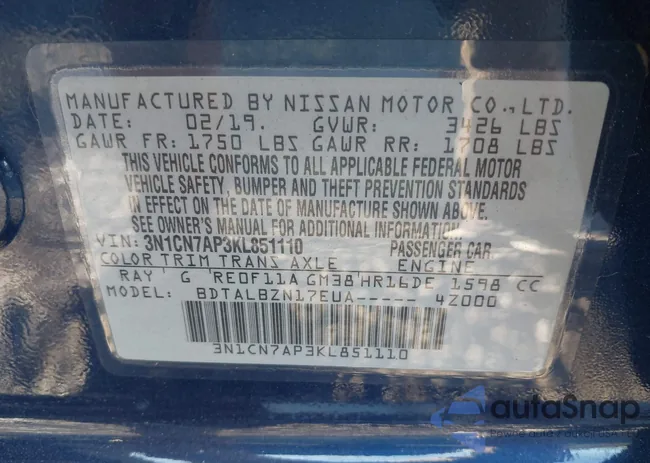 MANUFACTURED BY NISSAN MOTOR CO., LTD.
DATE: 02/19. GVWR: 3426 LBS
GAWR FR: 1750 LBS GAWR RR: 1708 LBS
THIS VEHICLE CONFORMS TO ALL APPLICABLE FEDERAL MOTOR
VEHICLE SAFETY, BUMPER AND THEFT PREVENTION STANDARDS
IN EFFECT ON THE DATE OF MANUFACTURE SHOWN ABOVE.
SEE OWNER'S MANUAL FOR ADDITIONAL INFORMATION.
VIN: 3N1CN7AP3KL851110 PASSENGER CAR
COLOR TRIM TRANS AXLE ENGINE
RAY G RE0F11A GM38 HR16DE 1598 CC
MODEL BDTALBZN17EUA----- 4Z000
3N1CN7AP3KL851110
autoSnap